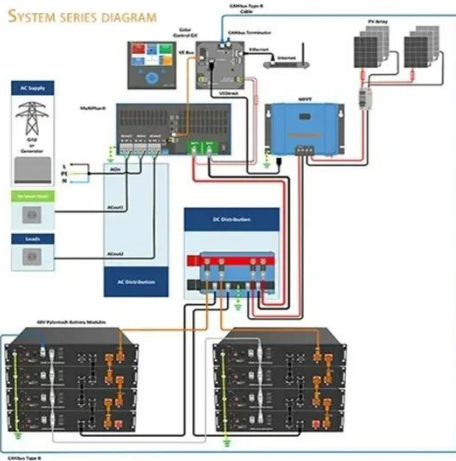 SYSTEM SERIES DIAGRAM
CANbus Type B
Cable
Color
Control GX
CANbus Terminator
VE Bus
Ethernet
Internet
PV Array
AC Supply
Grid
or
Generator
MultiPlus-II
VEDirect
MPPT
L
PE
N
ACin
ACout1
Loads
ACout2
AC Distribution
DC Distribution
48V Pylontech Battery Modules
CANbus Type B